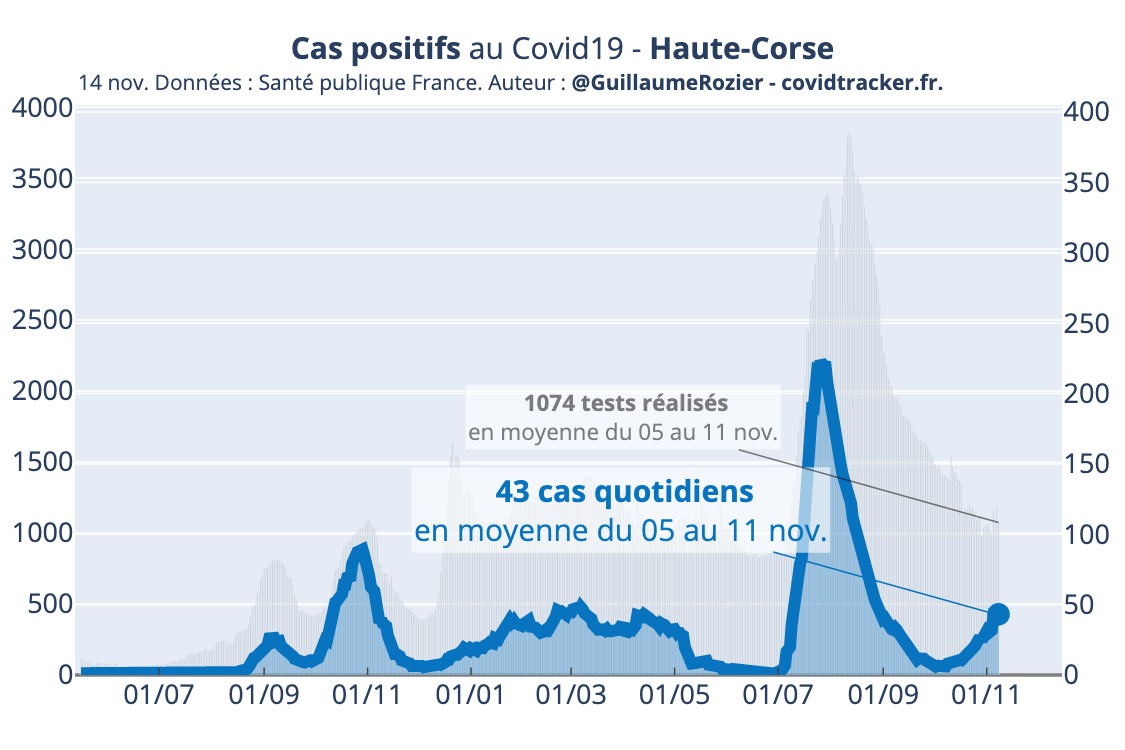 Cas positifs au Covid19 - Haute-Corse
14 nov. Données : Santé publique France. Auteur : @GuillaumeRozier - covidtracker.fr.
4000
3500
3000
2500
2000
1500
1000
500
0
400
350
300
250
200
150
100
50
0
1074 tests réalisés
en moyenne du 05 au 11 nov.
43 cas quotidiens
en moyenne du 05 au 11 nov.
01/07 01/09 01/11 01/01 01/03 01/05 01/07 01/09 01/11